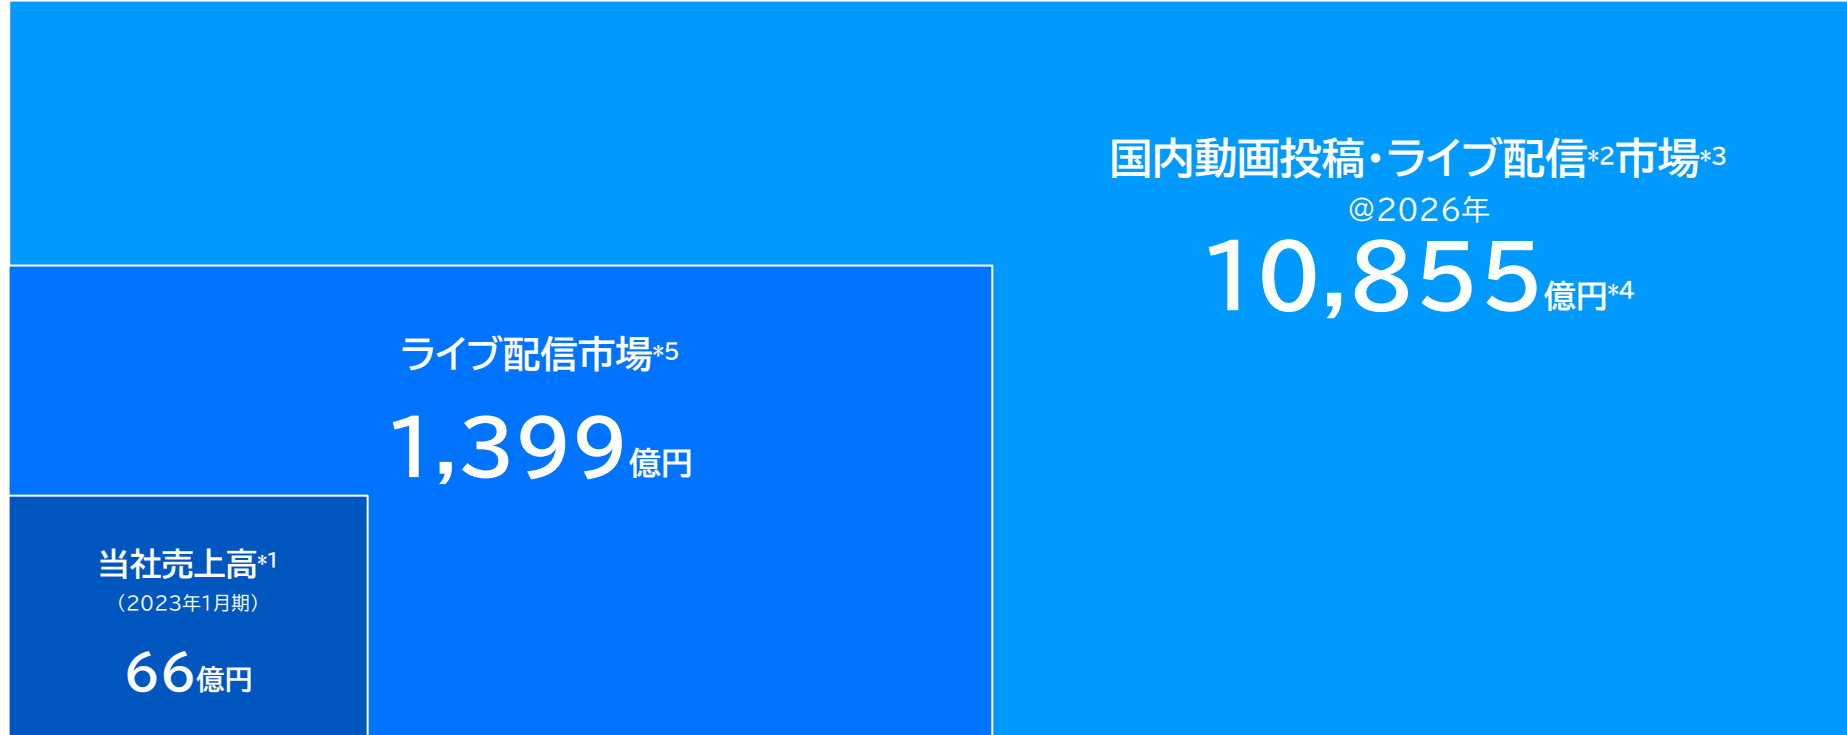 国内動画投稿・ライブ配信*2市場*3
@2026年
10,855億円*4
ライブ配信市場*5
1,399億円
当社売上高*1
（2023年1月期）
66億円